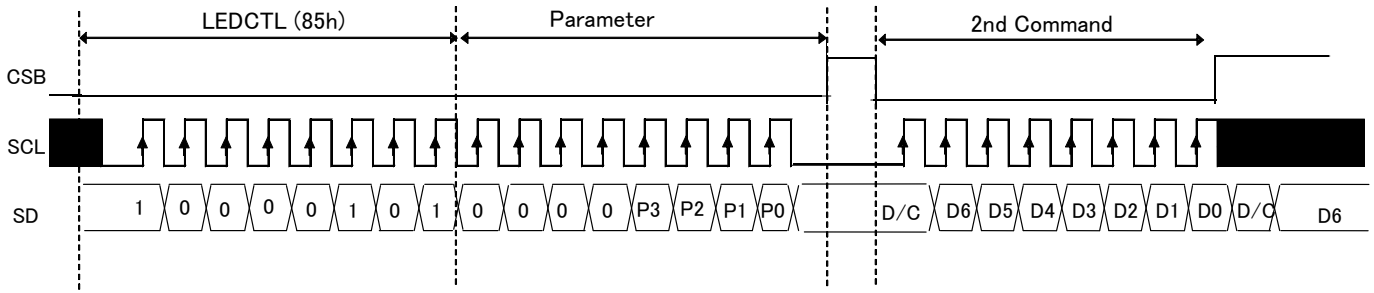 LEDCTL (85h) Parameter 2nd Command
CSB
SCL
SD 1 0 0 0 0 1 0 1 0 0 0 0 P3 P2 P1 P0 D/C D6 D5 D4 D3 D2 D1 D0 D/C D6